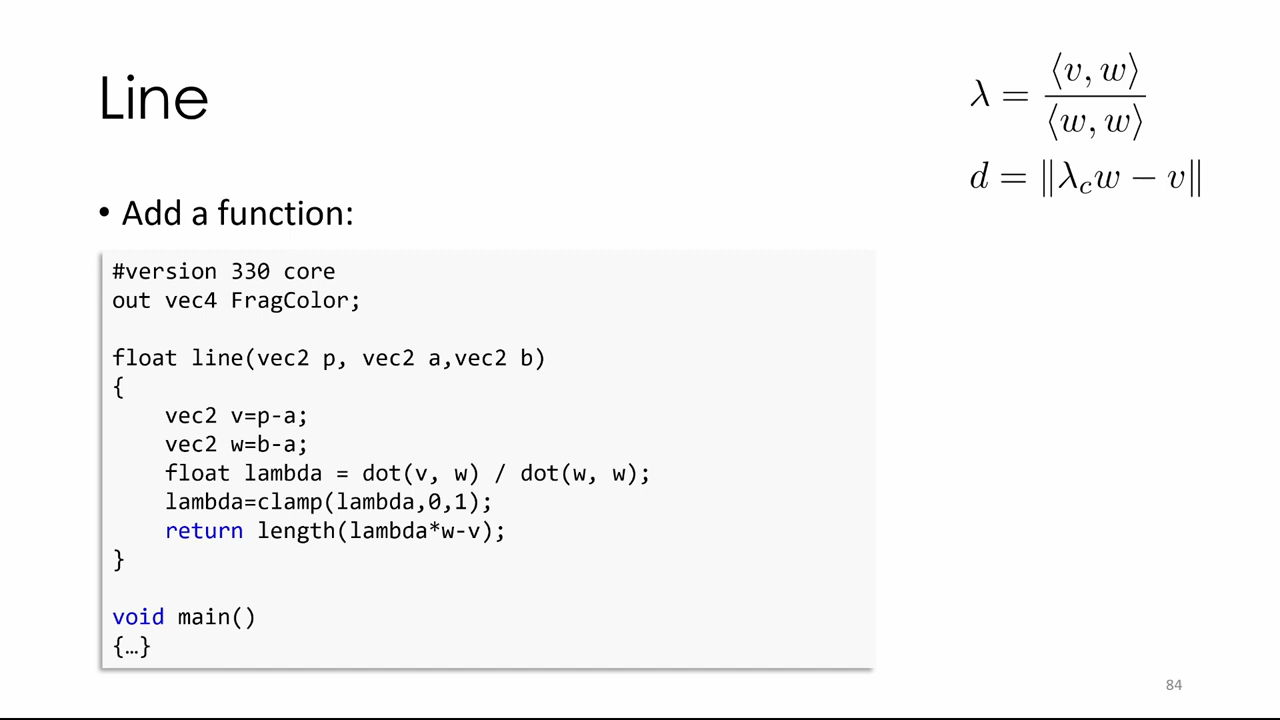 Line
λ = ⟨v, w⟩ / ⟨w, w⟩
d = ‖λ_c w − v‖
• Add a function:
#version 330 core
out vec4 FragColor;
float line(vec2 p, vec2 a,vec2 b)
{
    vec2 v=p-a;
    vec2 w=b-a;
    float lambda = dot(v, w) / dot(w, w);
    lambda=clamp(lambda,0,1);
    return length(lambda*w-v);
}
void main()
{…}
84